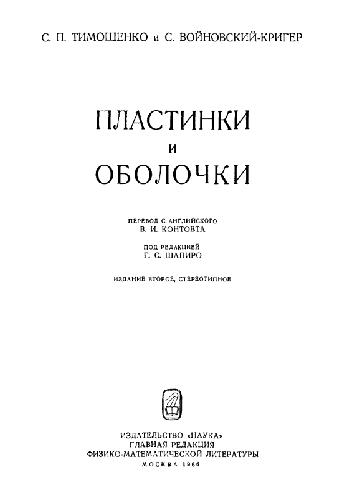 С. П. ТИМОШЕНКО и С. ВОЙНОВСКИЙ-КРИГЕР
ПЛАСТИНКИ
И
ОБОЛОЧКИ
ПЕРЕВОД С АНГЛИЙСКОГО
В. И. КОНТОВТА
ПОД РЕДАКЦИЕЙ
Г. С. ШАПИРО
ИЗДАНИЕ ВТОРОЕ, СТЕРЕОТИПНОЕ
ИЗДАТЕЛЬСТВО «НАУКА»
ГЛАВНАЯ РЕДАКЦИЯ
ФИЗИКО-МАТЕМАТИЧЕСКОЙ ЛИТЕРАТУРЫ
МОСКВА 1966